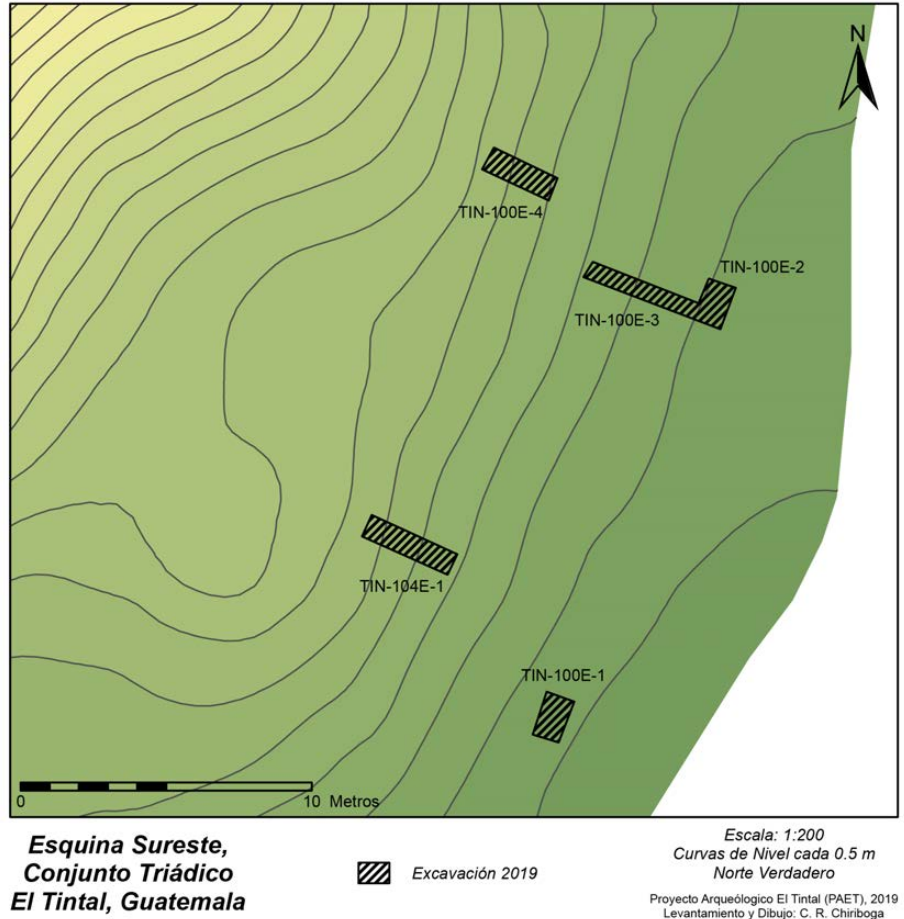 N
TIN-100E-4
TIN-100E-2
TIN-100E-3
TIN-104E-1
TIN-100E-1
0 10 Metros
Esquina Sureste,
Conjunto Triádico
El Tintal, Guatemala
Excavación 2019
Escala: 1:200
Curvas de Nivel cada 0.5 m
Norte Verdadero
Proyecto Arqueólogico El Tintal (PAET), 2019
Levantamiento y Dibujo: C. R. Chiriboga